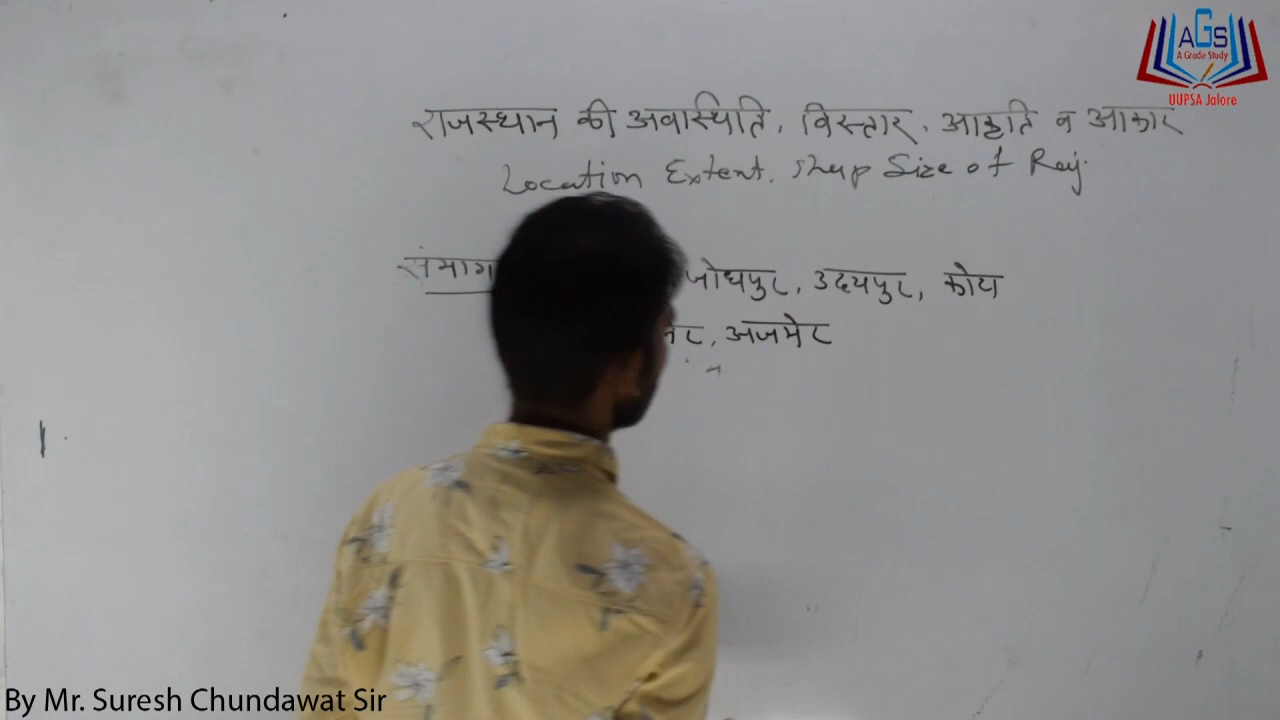 AGS
A Grade Study
UUPSA Jalore
राजस्थान की अवास्थिति, विस्तार, आकृति व आकार
Location Extent, Shap Size of Raj.
संभाग जोधपुर, उदयपुर, कोटा
नेर, अजमेर
By Mr. Suresh Chundawat Sir